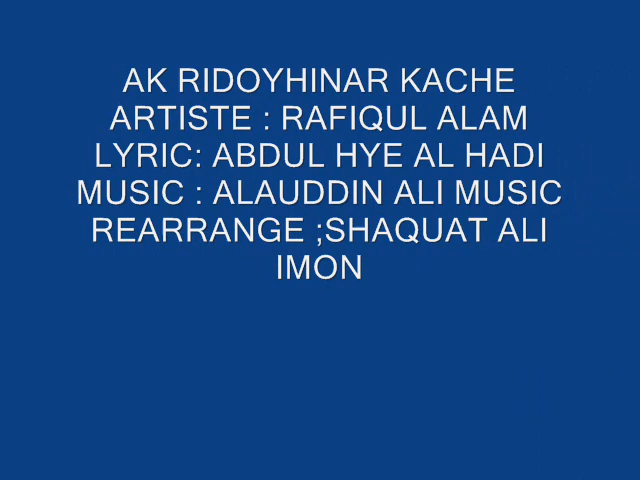 AK RIDOYHINAR KACHE
ARTISTE : RAFIQUL ALAM
LYRIC: ABDUL HYE AL HADI
MUSIC : ALAUDDIN ALI MUSIC
REARRANGE ;SHAQUAT ALI
IMON